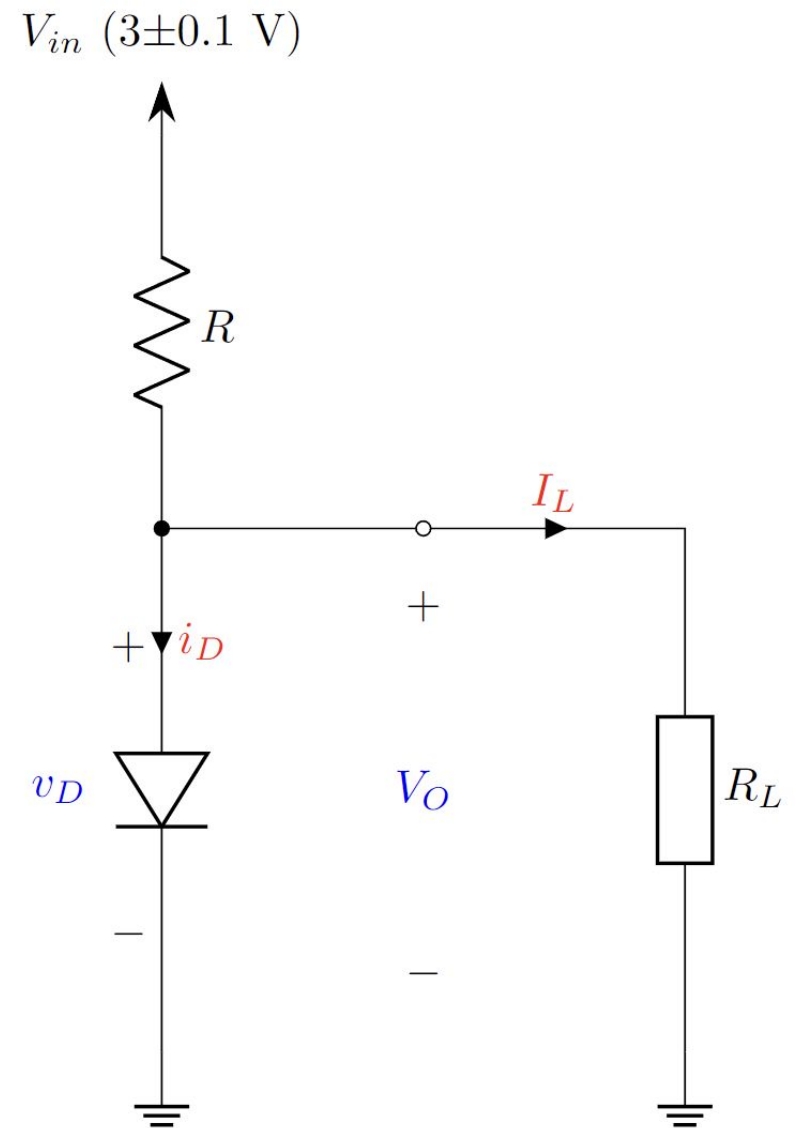 V_in (3±0.1 V)
R
I_L
+
+ i_D
v_D
V_O
R_L
−
−